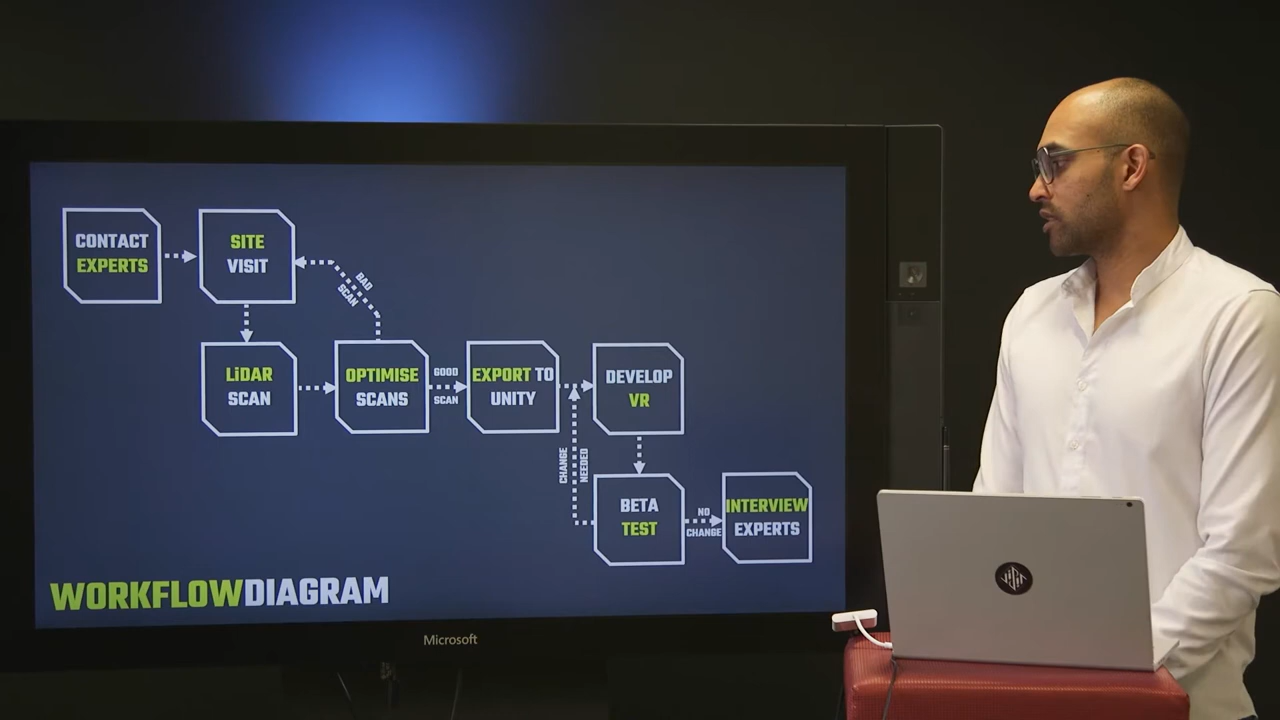 CONTACT
EXPERTS
SITE
VISIT
BAD
SCAN
LiDAR
SCAN
OPTIMISE
SCANS
GOOD
SCAN
EXPORT TO
UNITY
DEVELOP
VR
CHANGE
NEEDED
BETA
TEST
NO
CHANGE
INTERVIEW
EXPERTS
WORKFLOWDIAGRAM
Microsoft